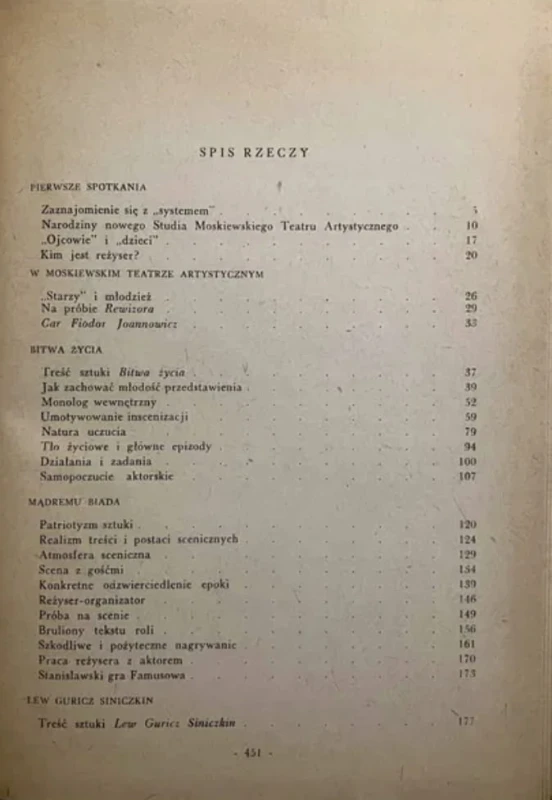 SPIS RZECZY
PIERWSZE SPOTKANIA
Zaznajomienie się z „systemem" . . . . . . . . 5
Narodziny nowego Studia Moskiewskiego Teatru Artystycznego . . 10
„Ojcowie" i „dzieci" . . . . . . . . . 17
Kim jest reżyser? . . . . . . . . . 20
W MOSKIEWSKIM TEATRZE ARTYSTYCZNYM
„Starzy" i młodzież . . . . . . . . . 26
Na próbie Rewizora . . . . . . . . . 29
Car Fiodor Joannowicz . . . . . . . . . 33
BITWA ŻYCIA
Treść sztuki Bitwa życia . . . . . . . . 37
Jak zachować młodość przedstawienia . . . . . . 39
Monolog wewnętrzny . . . . . . . . . 52
Umotywowanie inscenizacji . . . . . . . . 59
Natura uczucia . . . . . . . . . 79
Tło życiowe i główne epizody . . . . . . . 94
Działania i zadania . . . . . . . . . 100
Samopoczucie aktorskie . . . . . . . . 107
MĄDREMU BIADA
Patriotyzm sztuki . . . . . . . . . 120
Realizm treści i postaci scenicznych . . . . . . 124
Atmosfera sceniczna . . . . . . . . . 129
Scena z gośćmi . . . . . . . . . 134
Konkretne odzwierciedlenie epoki . . . . . . 139
Reżyser-organizator . . . . . . . . . 146
Próba na scenie . . . . . . . . . 149
Bruliony tekstu roli . . . . . . . . . 156
Szkodliwe i pożyteczne nagrywanie . . . . . . 161
Praca reżysera z aktorem . . . . . . . . 170
Stanisławski gra Famusowa . . . . . . . . 173
LEW GURICZ SINICZKIN
Treść sztuki Lew Guricz Siniczkin . . . . . . 177
- 451 -